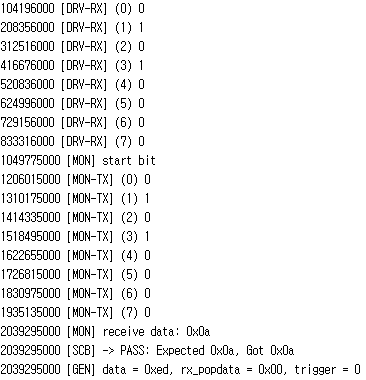 104196000 [DRV-RX] (0) 0
208356000 [DRV-RX] (1) 1
312516000 [DRV-RX] (2) 0
416676000 [DRV-RX] (3) 1
520836000 [DRV-RX] (4) 0
624996000 [DRV-RX] (5) 0
729156000 [DRV-RX] (6) 0
833316000 [DRV-RX] (7) 0
1049775000 [MON] start bit
1206015000 [MON-TX] (0) 0
1310175000 [MON-TX] (1) 1
1414335000 [MON-TX] (2) 0
1518495000 [MON-TX] (3) 1
1622655000 [MON-TX] (4) 0
1726815000 [MON-TX] (5) 0
1830975000 [MON-TX] (6) 0
1935135000 [MON-TX] (7) 0
2039295000 [MON] receive data: 0x0a
2039295000 [SCB] -> PASS: Expected 0x0a, Got 0x0a
2039295000 [GEN] data = 0xed, rx_popdata = 0x00, trigger = 0